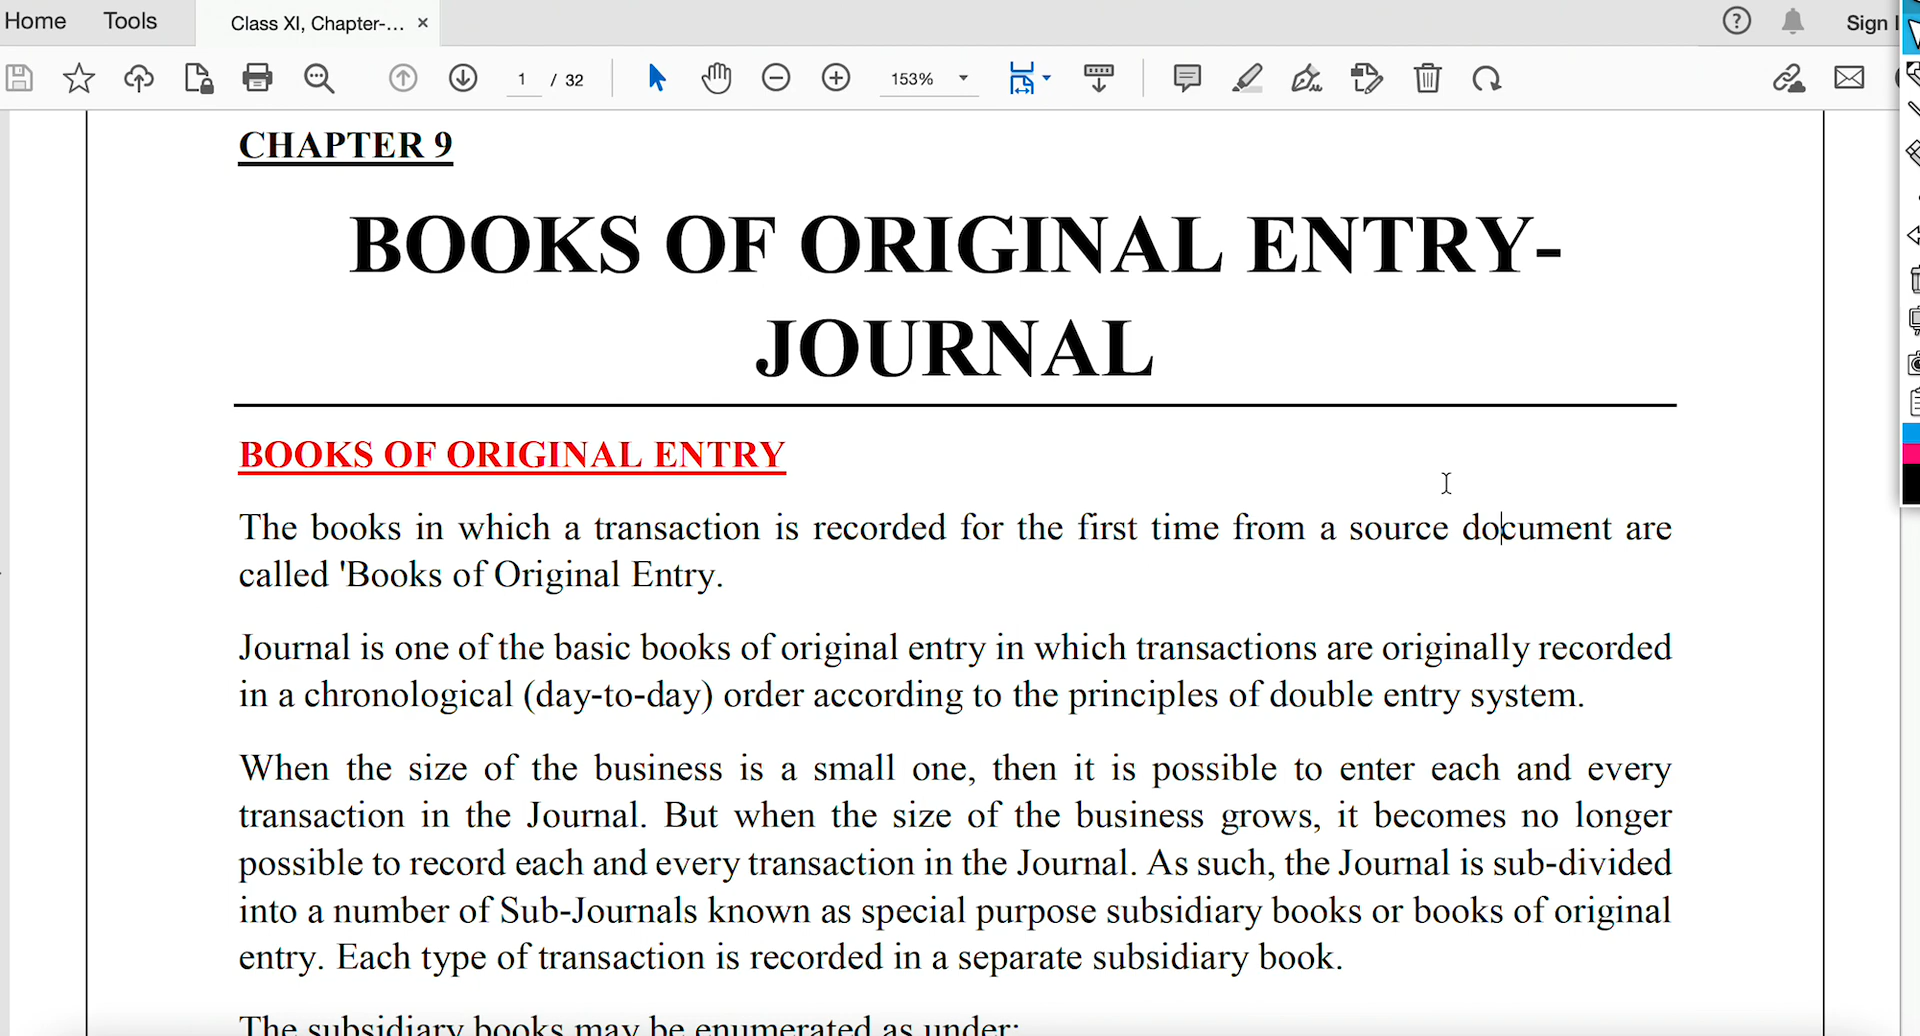 Home Tools Class XI, Chapter-... × ? Sign I
1 / 32 153%
CHAPTER 9
BOOKS OF ORIGINAL ENTRY-
JOURNAL
BOOKS OF ORIGINAL ENTRY
The books in which a transaction is recorded for the first time from a source document are
called 'Books of Original Entry.
Journal is one of the basic books of original entry in which transactions are originally recorded
in a chronological (day-to-day) order according to the principles of double entry system.
When the size of the business is a small one, then it is possible to enter each and every
transaction in the Journal. But when the size of the business grows, it becomes no longer
possible to record each and every transaction in the Journal. As such, the Journal is sub-divided
into a number of Sub-Journals known as special purpose subsidiary books or books of original
entry. Each type of transaction is recorded in a separate subsidiary book.
The subsidiary books may be enumerated as under: